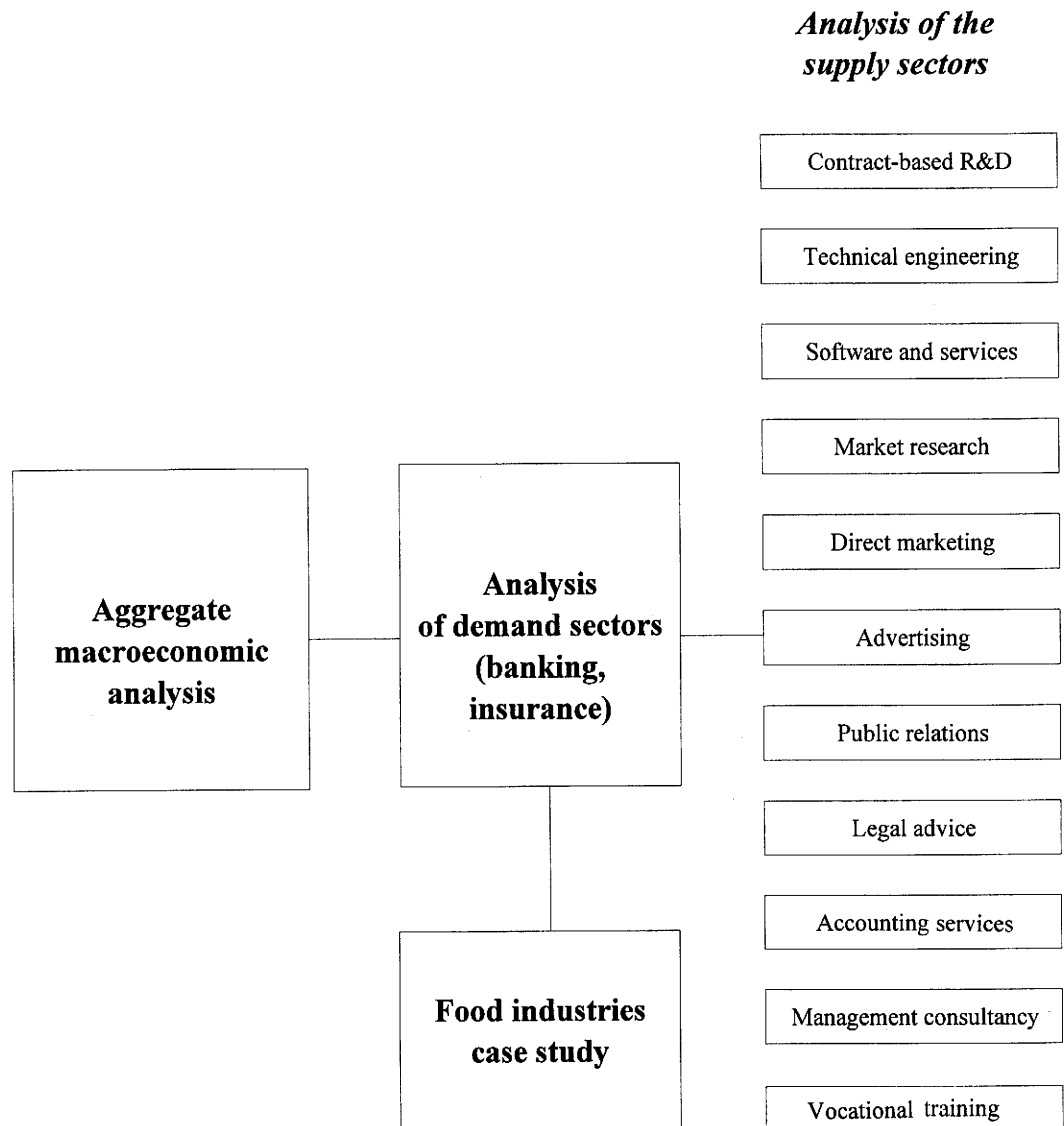 Analysis of the
supply sectors
Contract-based R&D
Technical engineering
Software and services
Market research
Direct marketing
Advertising
Public relations
Legal advice
Accounting services
Management consultancy
Vocational training
Aggregate
macroeconomic
analysis
Analysis
of demand sectors
(banking,
insurance)
Food industries
case study